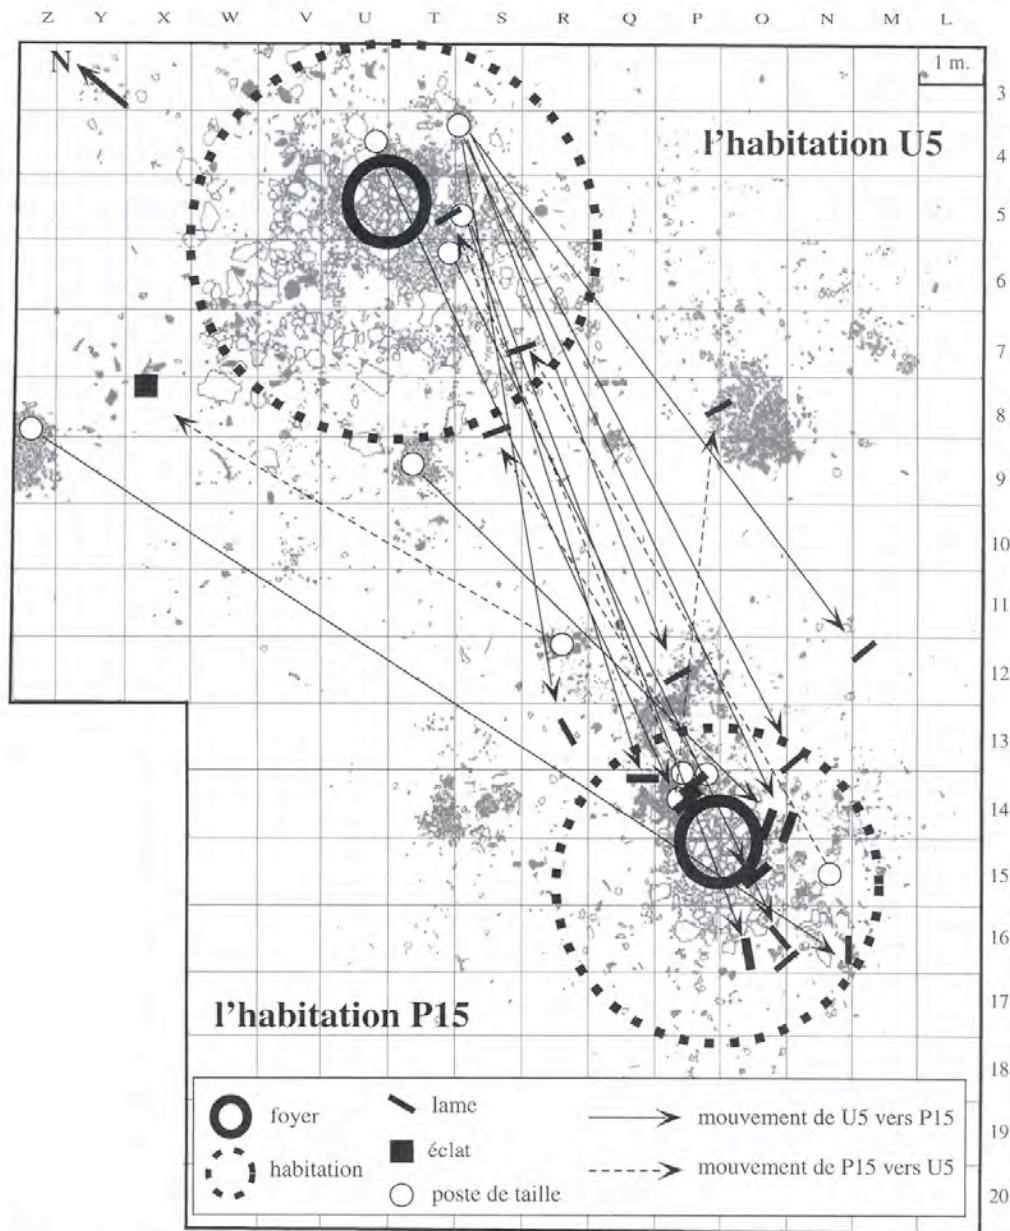 Z Y X W V U T S R Q P O N M L
N
1 m.
3
l'habitation U5
4
5
6
7
8
9
10
11
12
13
14
15
16
l'habitation P15
17
18
19
20
foyer
lame
mouvement de U5 vers P15
éclat
habitation
mouvement de P15 vers U5
poste de taille